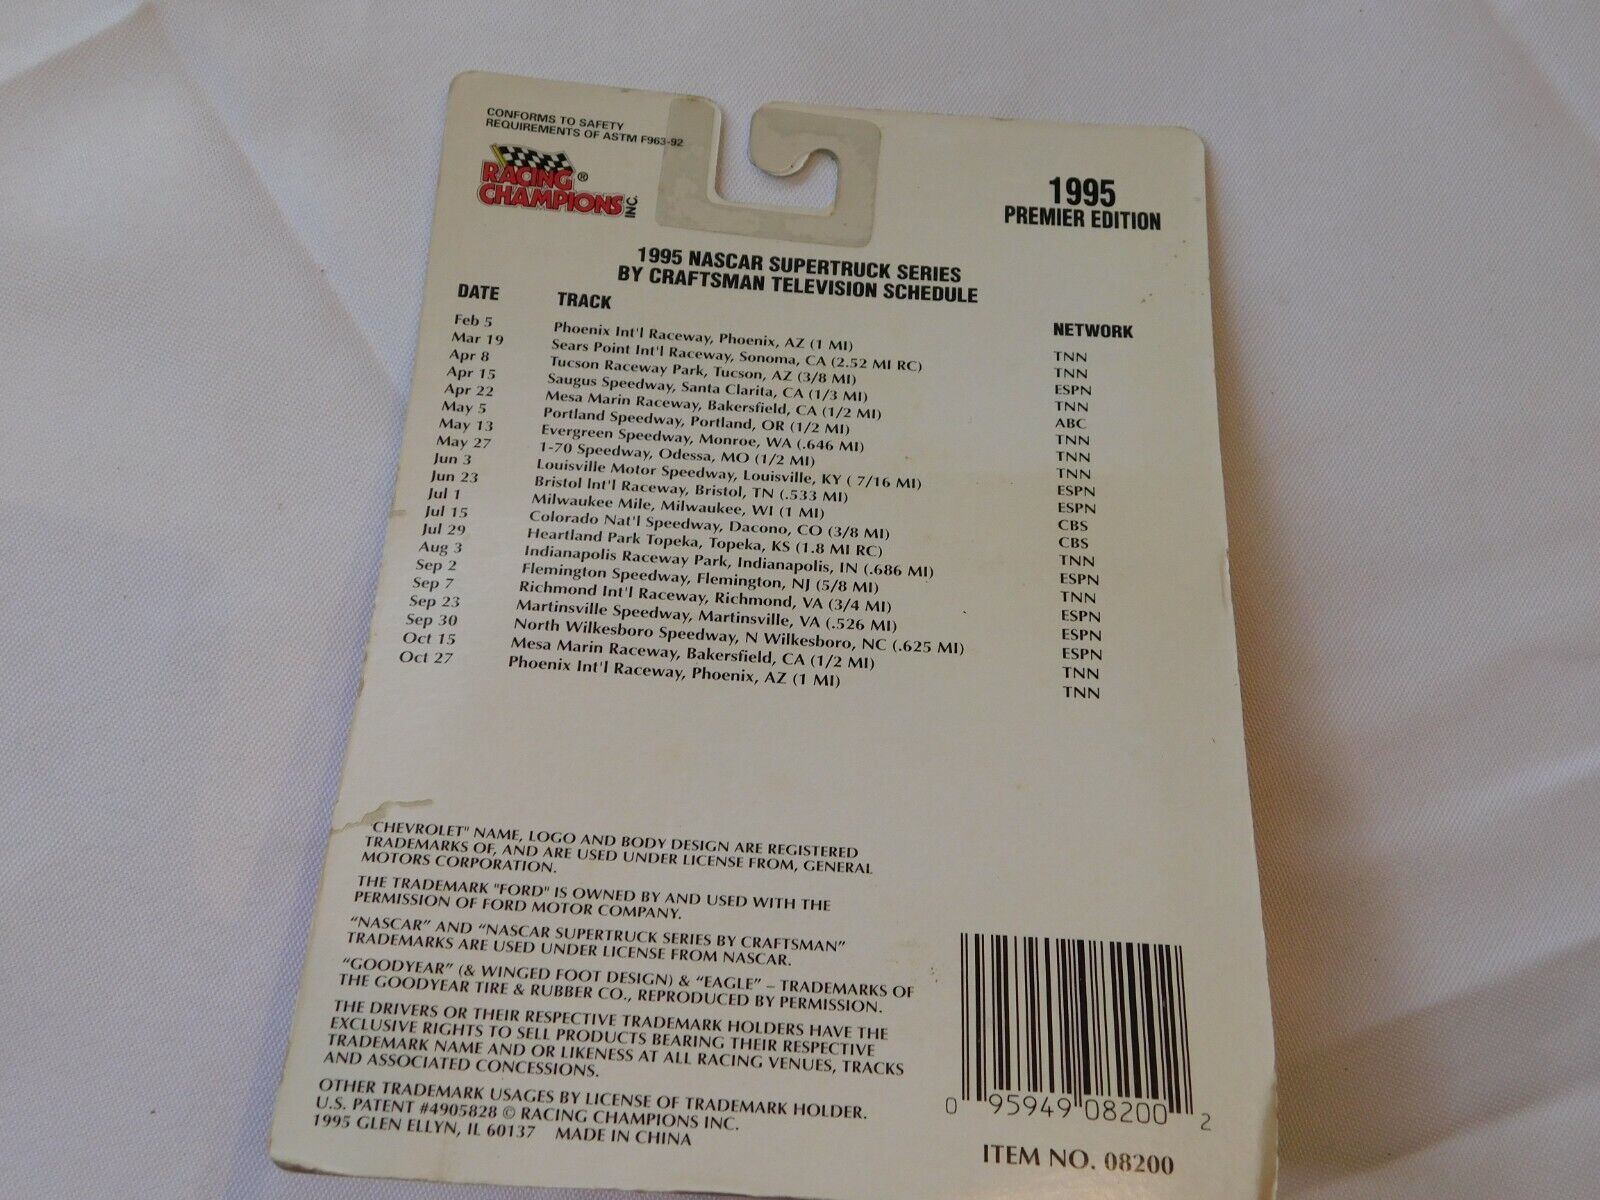 CONFORMS TO SAFETY
REQUIREMENTS OF ASTM F963-92
RACING ®
CHAMPIONS INC.
1995
PREMIER EDITION
1995 NASCAR SUPERTRUCK SERIES
BY CRAFTSMAN TELEVISION SCHEDULE
DATE TRACK NETWORK
Feb 5 Phoenix Int'l Raceway, Phoenix, AZ (1 MI) TNN
Mar 19 Sears Point Int'l Raceway, Sonoma, CA (2.52 MI RC) TNN
Apr 8 Tucson Raceway Park, Tucson, AZ (3/8 MI) ESPN
Apr 15 Saugus Speedway, Santa Clarita, CA (1/3 MI) TNN
Apr 22 Mesa Marin Raceway, Bakersfield, CA (1/2 MI) ABC
May 5 Portland Speedway, Portland, OR (1/2 MI) TNN
May 13 Evergreen Speedway, Monroe, WA (.646 MI) TNN
May 27 1-70 Speedway, Odessa, MO (1/2 MI) TNN
Jun 3 Louisville Motor Speedway, Louisville, KY ( 7/16 MI) ESPN
Jun 23 Bristol Int'l Raceway, Bristol, TN (.533 MI) ESPN
Jul 1 Milwaukee Mile, Milwaukee, WI (1 MI) CBS
Jul 15 Colorado Nat'l Speedway, Dacono, CO (3/8 MI) CBS
Jul 29 Heartland Park Topeka, Topeka, KS (1.8 MI RC) TNN
Aug 3 Indianapolis Raceway Park, Indianapolis, IN (.686 MI) ESPN
Sep 2 Flemington Speedway, Flemington, NJ (5/8 MI) TNN
Sep 7 Richmond Int'l Raceway, Richmond, VA (3/4 MI) ESPN
Sep 23 Martinsville Speedway, Martinsville, VA (.526 MI) ESPN
Sep 30 North Wilkesboro Speedway, N Wilkesboro, NC (.625 MI) ESPN
Oct 15 Mesa Marin Raceway, Bakersfield, CA (1/2 MI) TNN
Oct 27 Phoenix Int'l Raceway, Phoenix, AZ (1 MI) TNN
"CHEVROLET" NAME, LOGO AND BODY DESIGN ARE REGISTERED
TRADEMARKS OF, AND ARE USED UNDER LICENSE FROM, GENERAL
MOTORS CORPORATION.
THE TRADEMARK "FORD" IS OWNED BY AND USED WITH THE
PERMISSION OF FORD MOTOR COMPANY.
“NASCAR” AND “NASCAR SUPERTRUCK SERIES BY CRAFTSMAN”
TRADEMARKS ARE USED UNDER LICENSE FROM NASCAR.
“GOODYEAR” (& WINGED FOOT DESIGN) & “EAGLE” – TRADEMARKS OF
THE GOODYEAR TIRE & RUBBER CO., REPRODUCED BY PERMISSION.
THE DRIVERS OR THEIR RESPECTIVE TRADEMARK HOLDERS HAVE THE
EXCLUSIVE RIGHTS TO SELL PRODUCTS BEARING THEIR RESPECTIVE
TRADEMARK NAME AND OR LIKENESS AT ALL RACING VENUES, TRACKS
AND ASSOCIATED CONCESSIONS.
OTHER TRADEMARK USAGES BY LICENSE OF TRADEMARK HOLDER.
U.S. PATENT #4905828 © RACING CHAMPIONS INC.
1995 GLEN ELLYN, IL 60137 MADE IN CHINA
0 95949 08200 2
ITEM NO. 08200